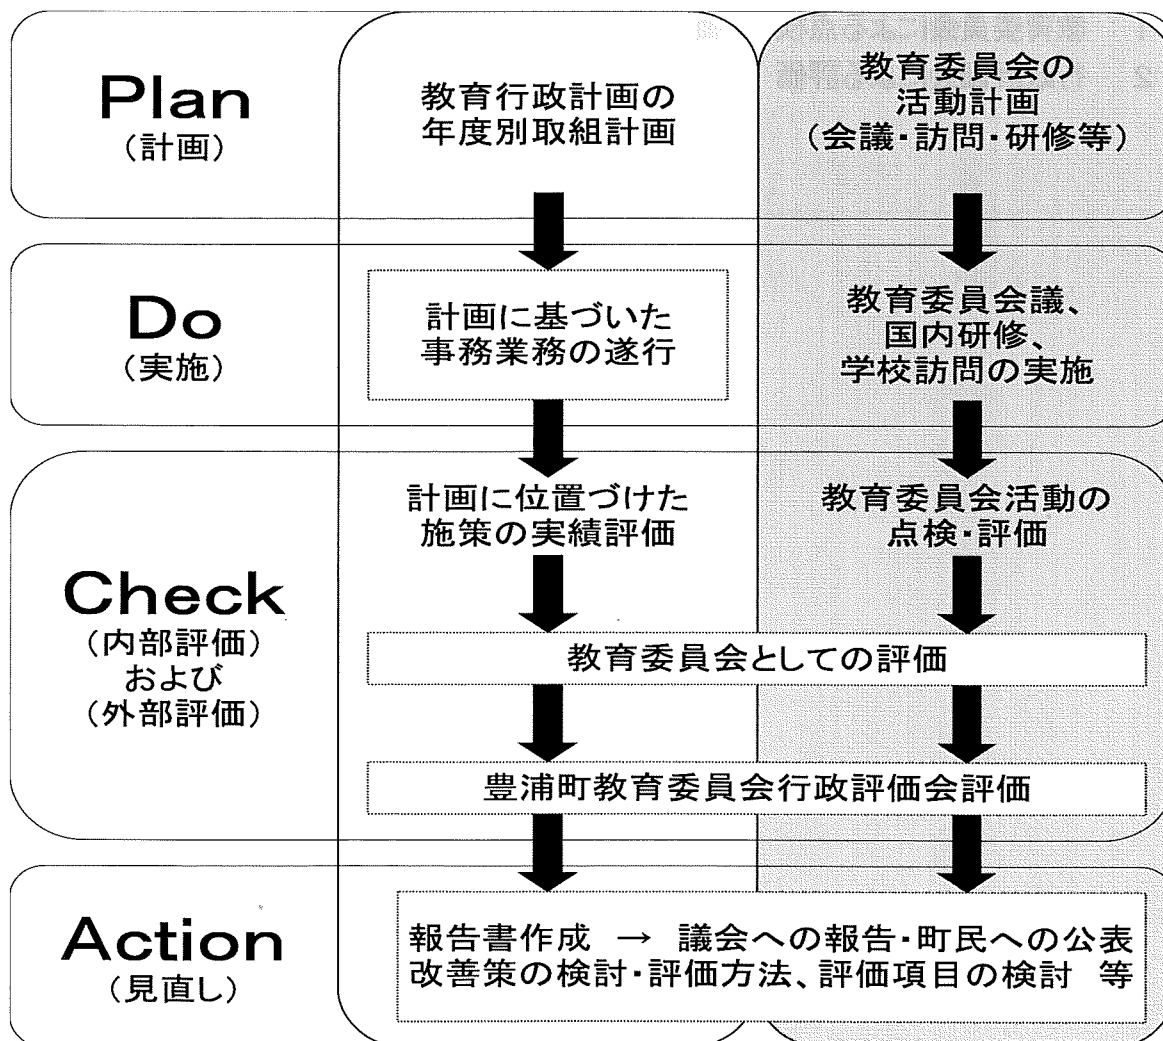 Plan
（計画）
教育行政計画の
年度別取組計画
教育委員会の
活動計画
（会議・訪問・研修等）
Do
（実施）
計画に基づいた
事務業務の遂行
教育委員会議、
国内研修、
学校訪問の実施
Check
（内部評価）
および
（外部評価）
計画に位置づけた
施策の実績評価
教育委員会活動の
点検・評価
教育委員会としての評価
豊浦町教育委員会行政評価会評価
Action
（見直し）
報告書作成 → 議会への報告・町民への公表
改善策の検討・評価方法、評価項目の検討 等